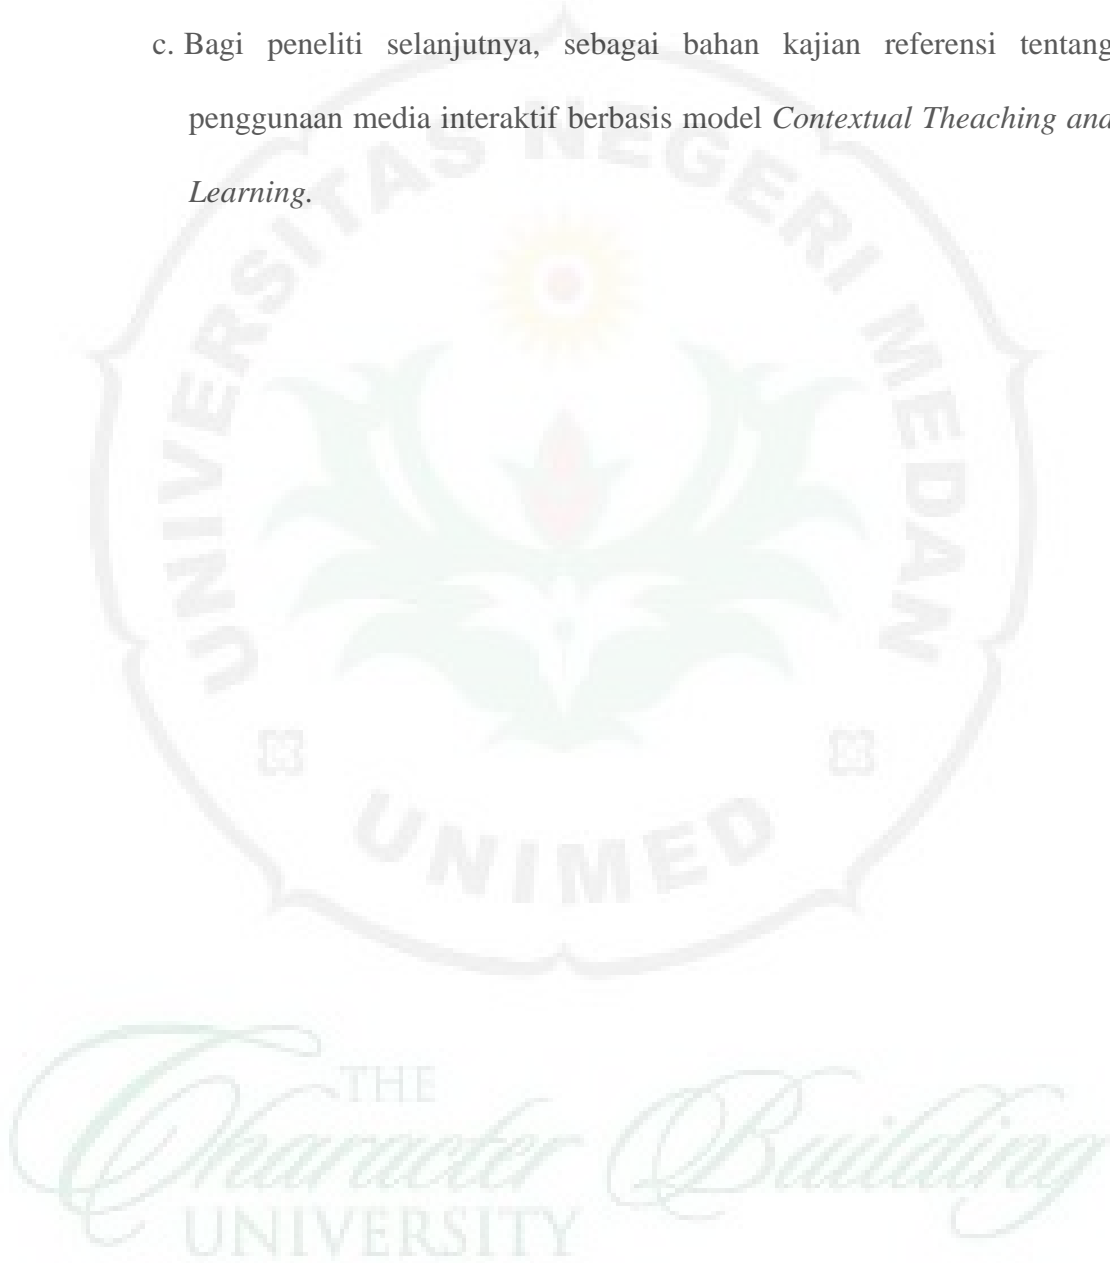 c. Bagi peneliti selanjutnya, sebagai bahan kajian referensi tentang
penggunaan media interaktif berbasis model Contextual Theaching and
Learning.
UNIVERSITAS NEGERI MEDAN
UNIMED
THE
Character Building
UNIVERSITY